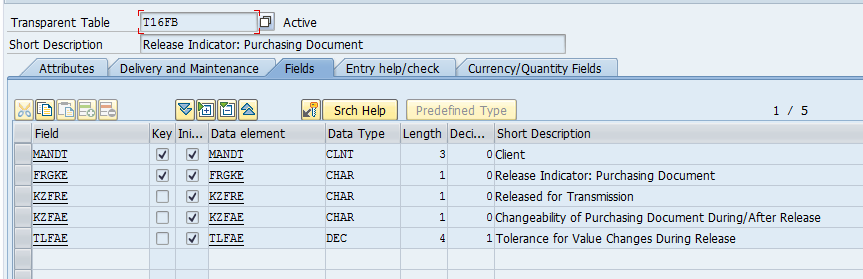 Transparent Table T16FB Active
Short Description Release Indicator: Purchasing Document
Attributes Delivery and Maintenance Fields Entry help/check Currency/Quantity Fields
Srch Help Predefined Type 1 / 5
Field Key Ini... Data element Data Type Length Deci... Short Description
MANDT MANDT CLNT 3 0 Client
FRGKE FRGKE CHAR 1 0 Release Indicator: Purchasing Document
KZFRE KZFRE CHAR 1 0 Released for Transmission
KZFAE KZFAE CHAR 1 0 Changeability of Purchasing Document During/After Release
TLFAE TLFAE DEC 4 1 Tolerance for Value Changes During Release